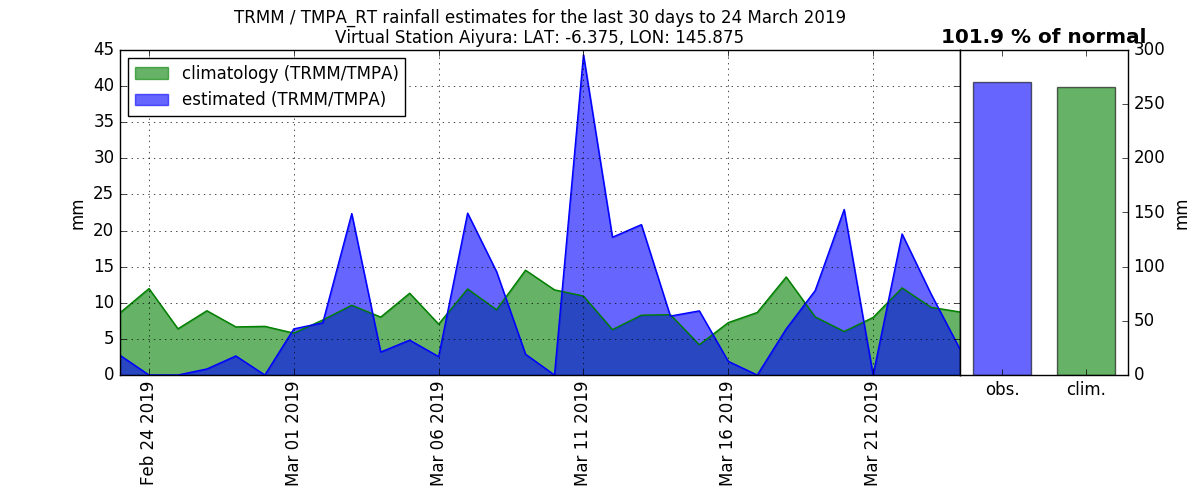 TRMM / TMPA_RT rainfall estimates for the last 30 days to 24 March 2019
Virtual Station Aiyura: LAT: -6.375, LON: 145.875
101.9 % of normal
climatology (TRMM/TMPA)
estimated (TRMM/TMPA)
mm
45
40
35
30
25
20
15
10
5
0
Feb 24 2019
Mar 01 2019
Mar 06 2019
Mar 11 2019
Mar 16 2019
Mar 21 2019
300
250
200
150
100
50
0
mm
obs.
clim.